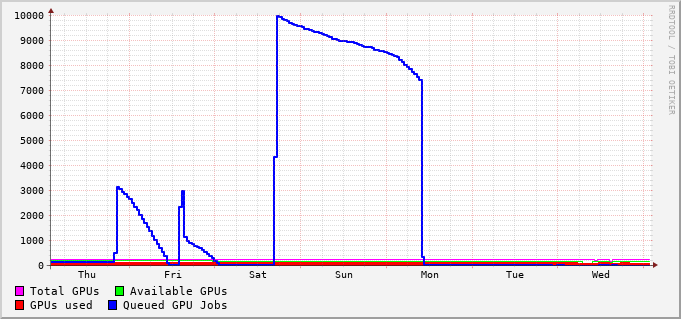 10000
9000
8000
7000
6000
5000
4000
3000
2000
1000
0
Thu Fri Sat Sun Mon Tue Wed
Total GPUs Available GPUs
GPUs used Queued GPU Jobs
RRDTOOL / TOBI OETIKER